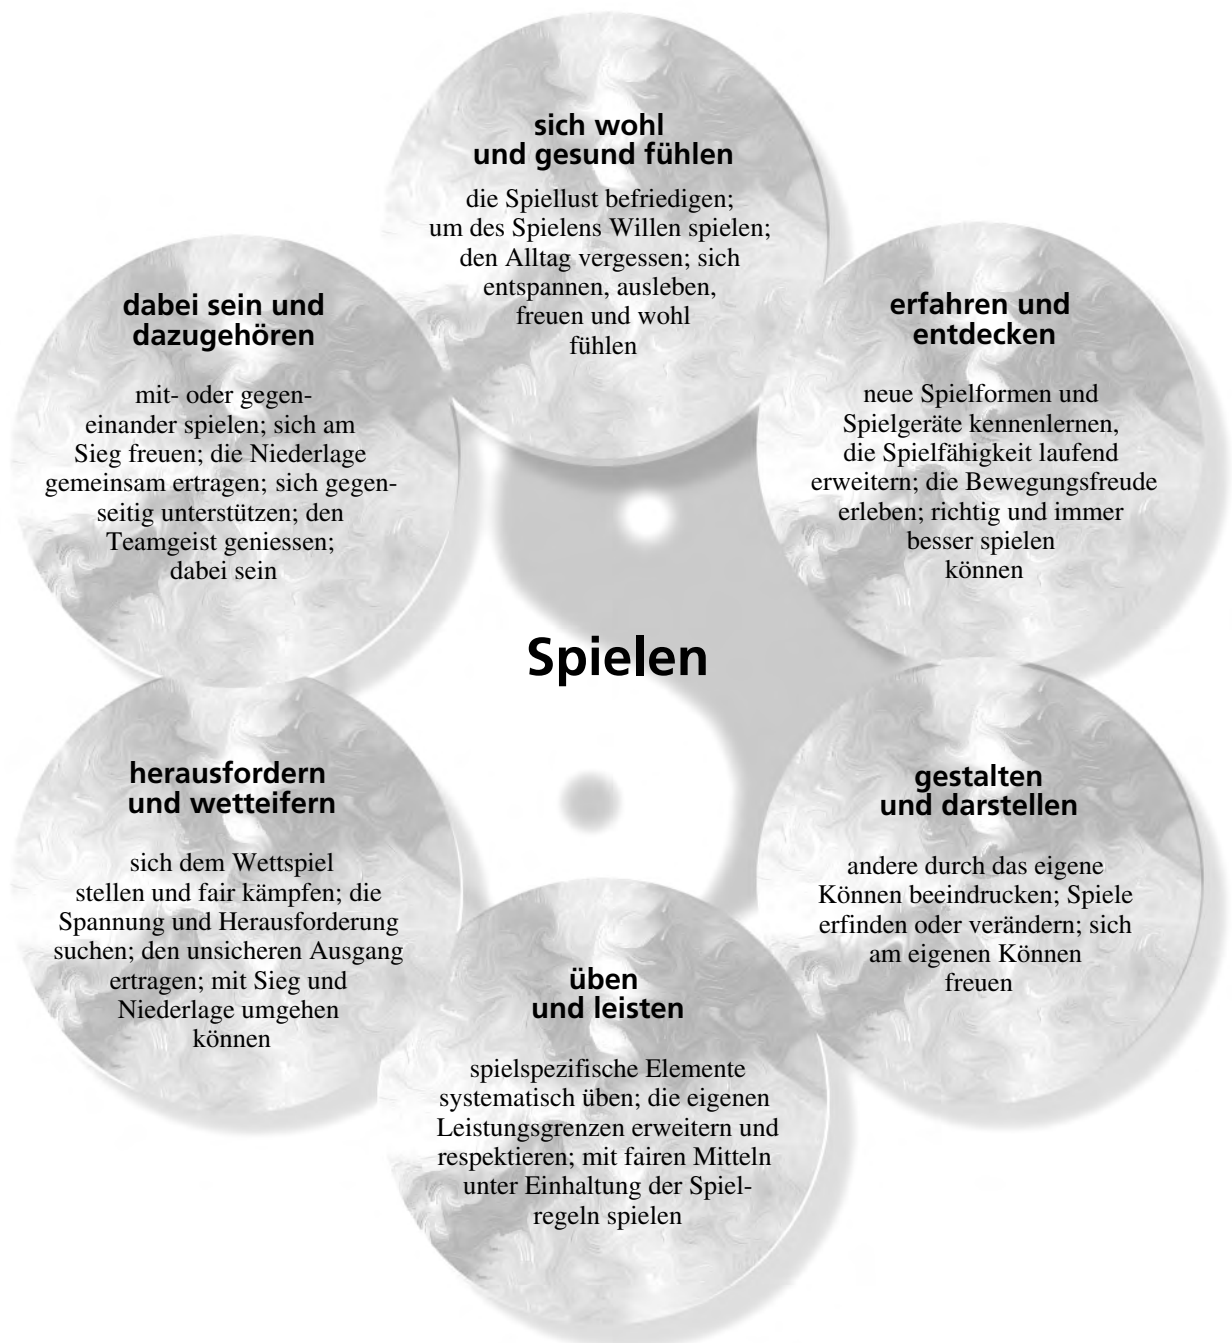 sich wohl
und gesund fühlen
die Spiellust befriedigen;
um des Spielens Willen spielen;
den Alltag vergessen; sich
entspannen, ausleben,
freuen und wohl
fühlen
dabei sein und
dazugehören
mit- oder gegen-
einander spielen; sich am
Sieg freuen; die Niederlage
gemeinsam ertragen; sich gegen-
seitig unterstützen; den
Teamgeist geniessen;
dabei sein
erfahren und
entdecken
neue Spielformen und
Spielgeräte kennenlernen,
die Spielfähigkeit laufend
erweitern; die Bewegungsfreude
erleben; richtig und immer
besser spielen
können
Spielen
herausfordern
und wetteifern
sich dem Wettspiel
stellen und fair kämpfen; die
Spannung und Herausforderung
suchen; den unsicheren Ausgang
ertragen; mit Sieg und
Niederlage umgehen
können
gestalten
und darstellen
andere durch das eigene
Können beeindrucken; Spiele
erfinden oder verändern; sich
am eigenen Können
freuen
üben
und leisten
spielspezifische Elemente
systematisch üben; die eigenen
Leistungsgrenzen erweitern und
respektieren; mit fairen Mitteln
unter Einhaltung der Spiel-
regeln spielen